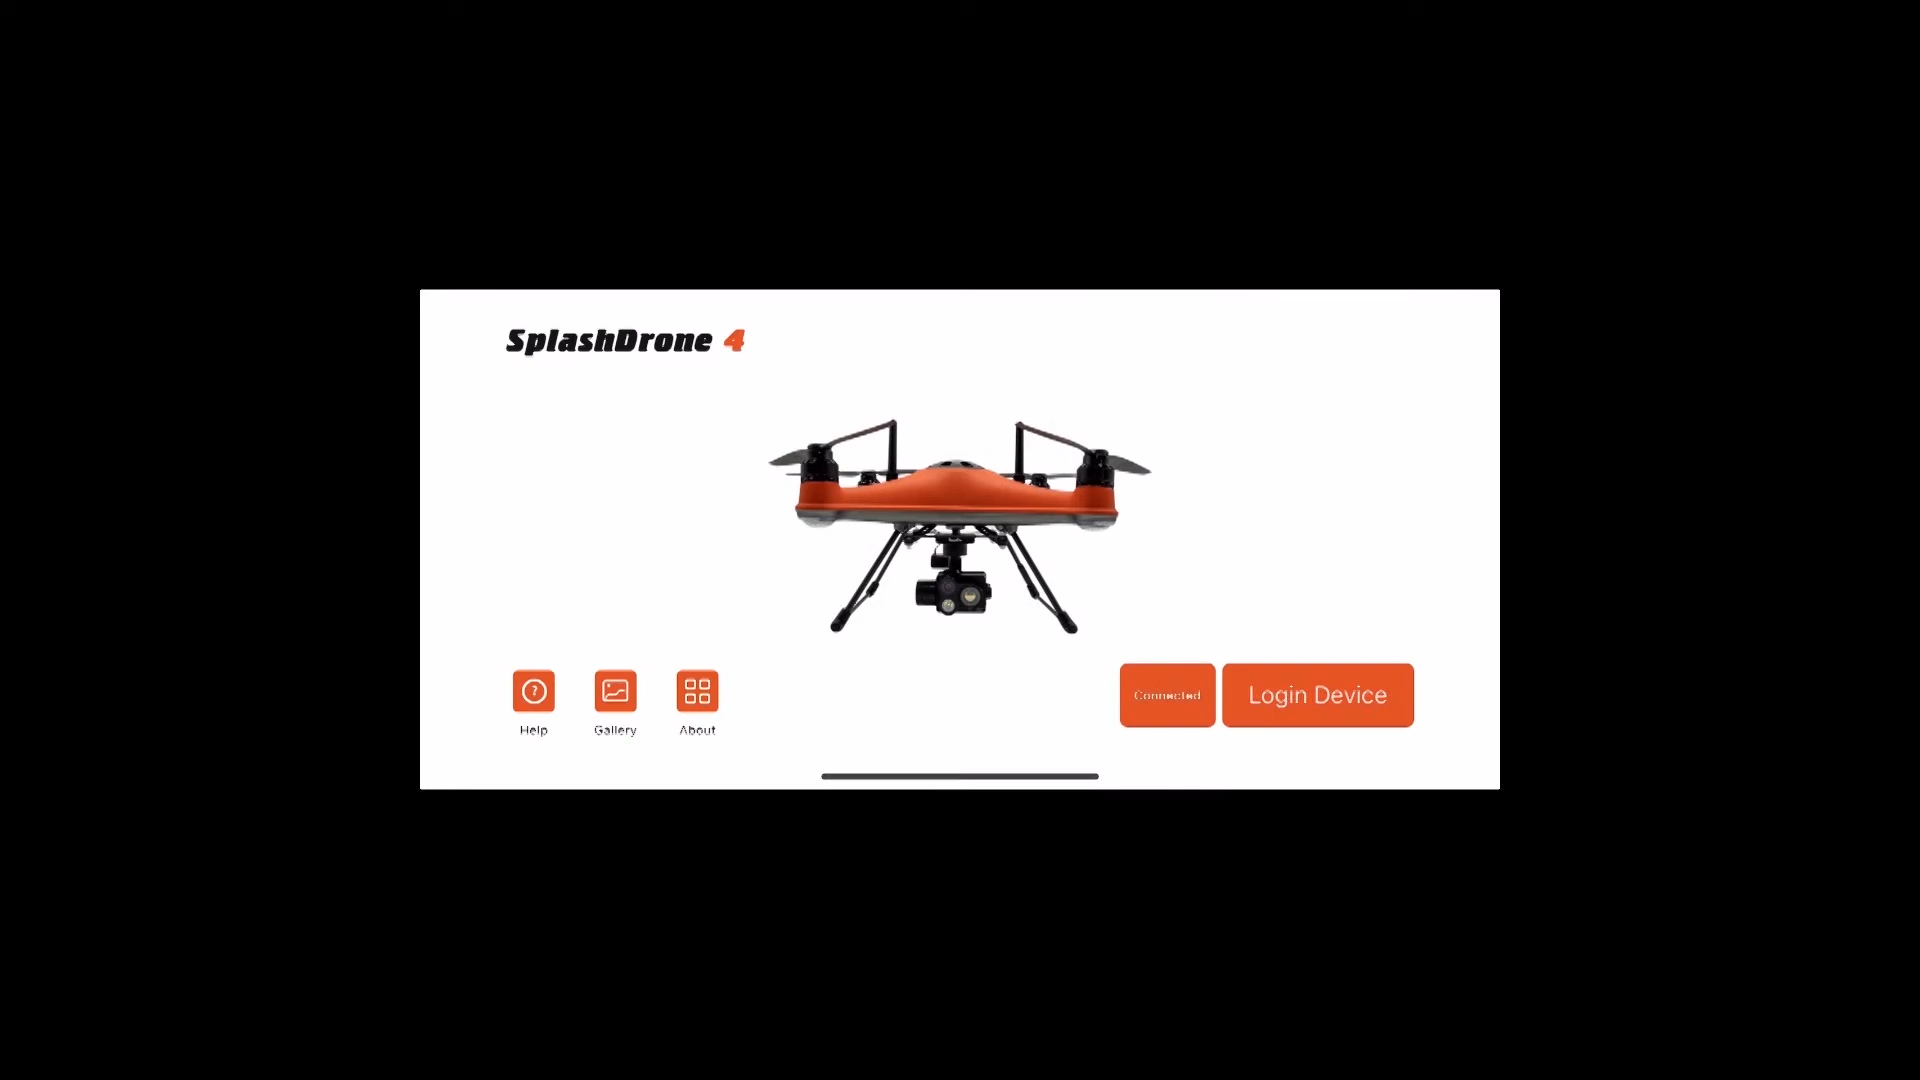 SplashDrone 4
Help
Gallery
About
Connected
Login Device